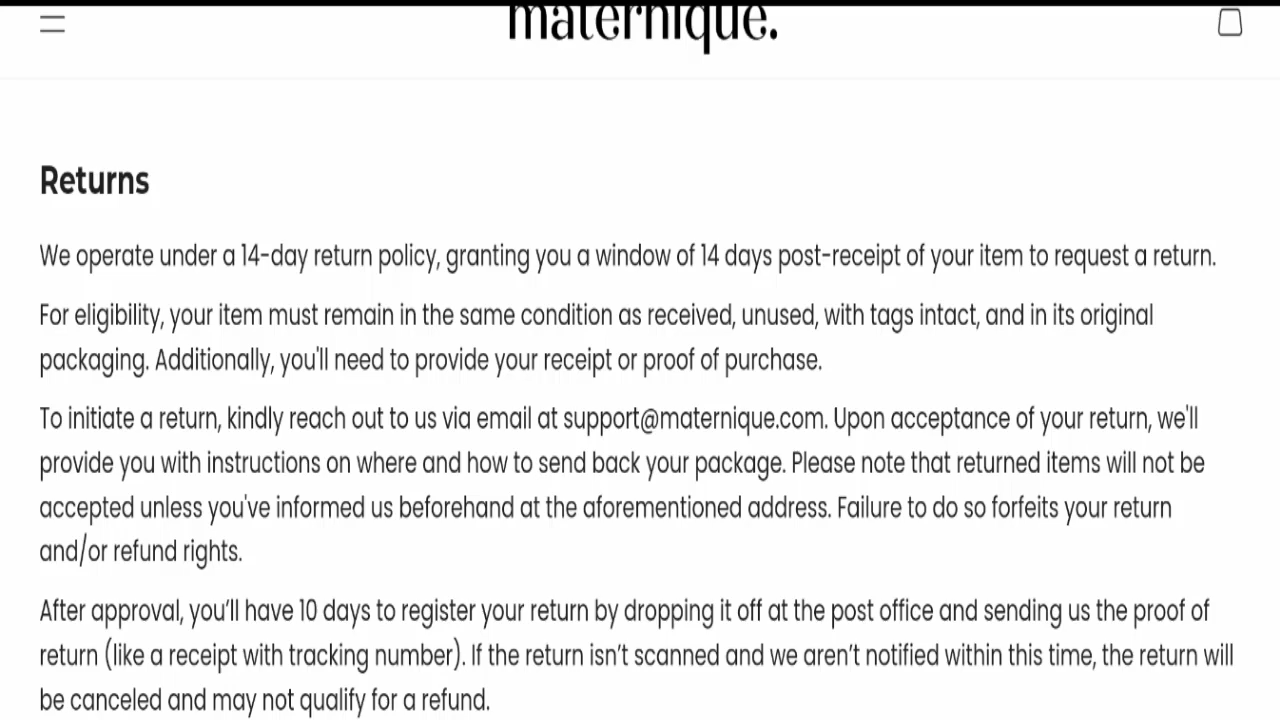 maternique.
Returns
We operate under a 14-day return policy, granting you a window of 14 days post-receipt of your item to request a return.
For eligibility, your item must remain in the same condition as received, unused, with tags intact, and in its original
packaging. Additionally, you'll need to provide your receipt or proof of purchase.
To initiate a return, kindly reach out to us via email at support@maternique.com. Upon acceptance of your return, we'll
provide you with instructions on where and how to send back your package. Please note that returned items will not be
accepted unless you've informed us beforehand at the aforementioned address. Failure to do so forfeits your return
and/or refund rights.
After approval, you’ll have 10 days to register your return by dropping it off at the post office and sending us the proof of
return (like a receipt with tracking number). If the return isn’t scanned and we aren’t notified within this time, the return will
be canceled and may not qualify for a refund.